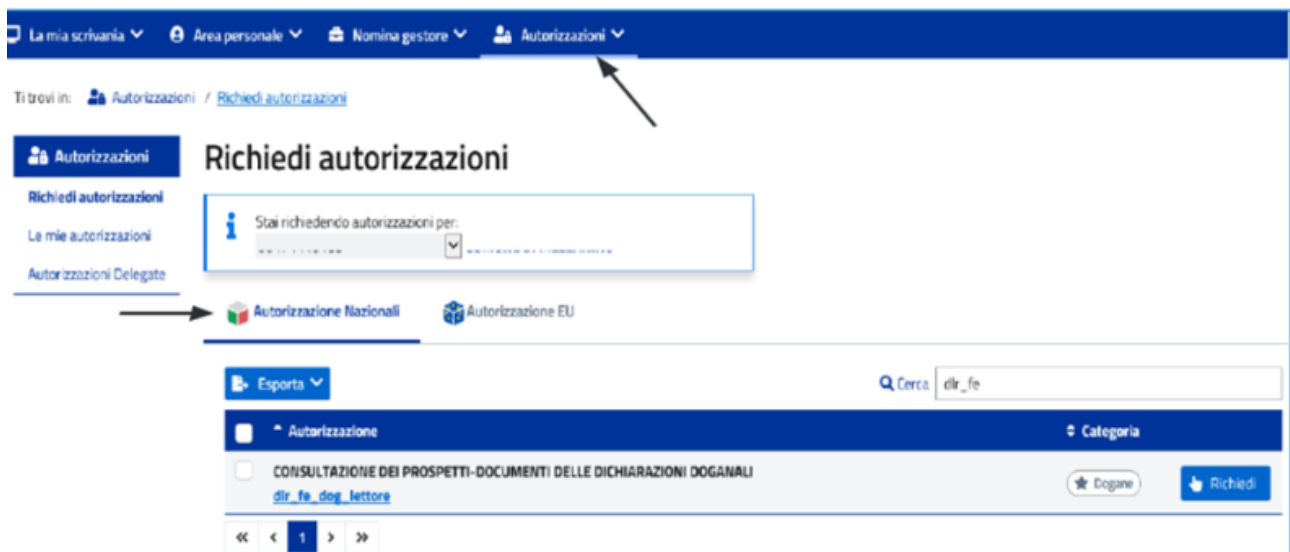 La mia scrivania Area personale Nomina gestore Autorizzazioni
Ti trovi in: Autorizzazioni / Richiedi autorizzazioni
Autorizzazioni
Richiedi autorizzazioni
Richiedi autorizzazioni
Le mie autorizzazioni
Autorizzazioni Delegate
Stai richiedendo autorizzazioni per:
Autorizzazione Nazionali Autorizzazione EU
Esporta Cerca dlr_fe
Autorizzazione Categoria
CONSULTAZIONE DEI PROSPETTI-DOCUMENTI DELLE DICHIARAZIONI DOGANALI
dlr_fe_dog_lettore
Dogane Richiedi
« < 1 > »